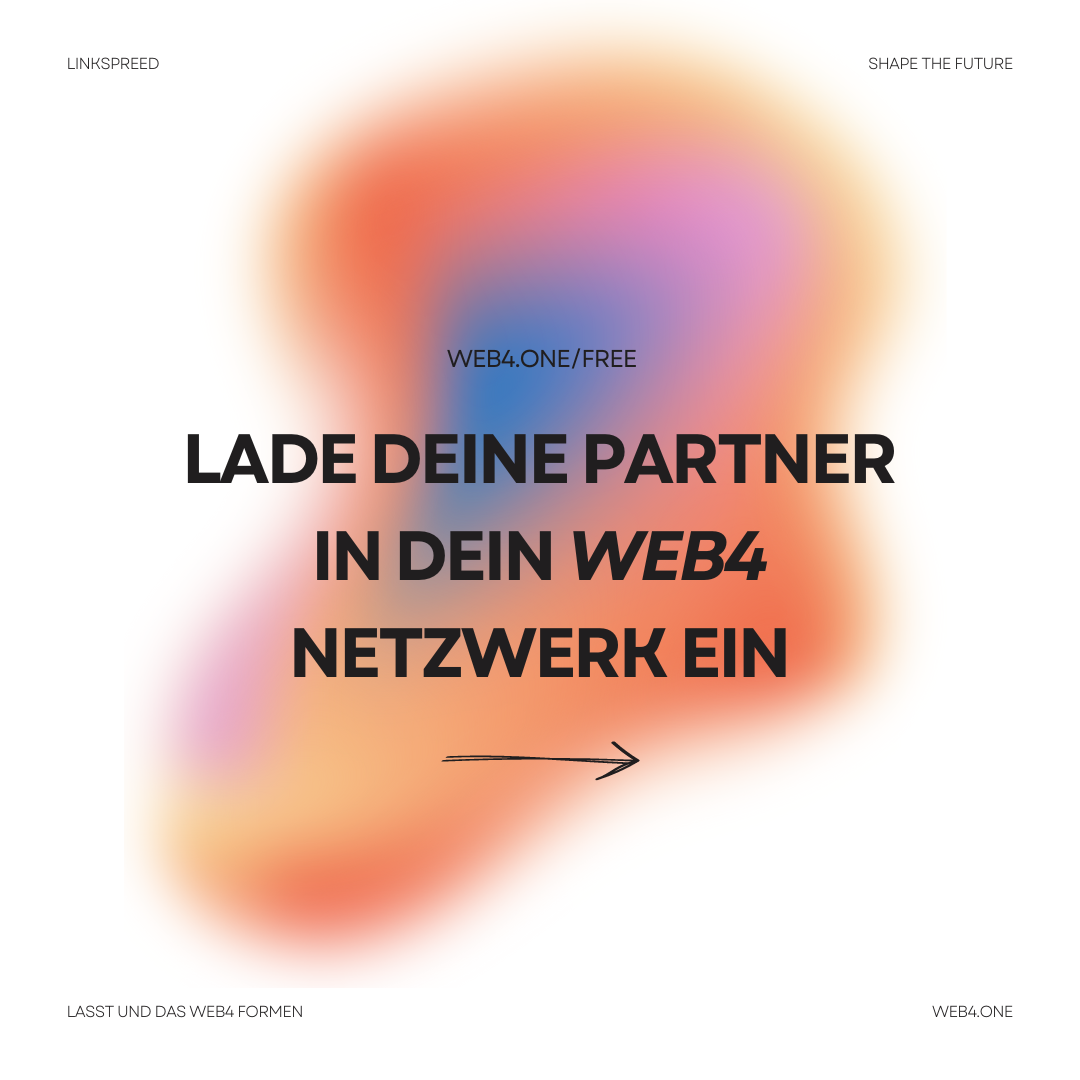 LINKSPREED
SHAPE THE FUTURE
WEB4.ONE/FREE
LADE DEINE PARTNER
IN DEIN WEB4
NETZWERK EIN
LASST UND DAS WEB4 FORMEN
WEB4.ONE